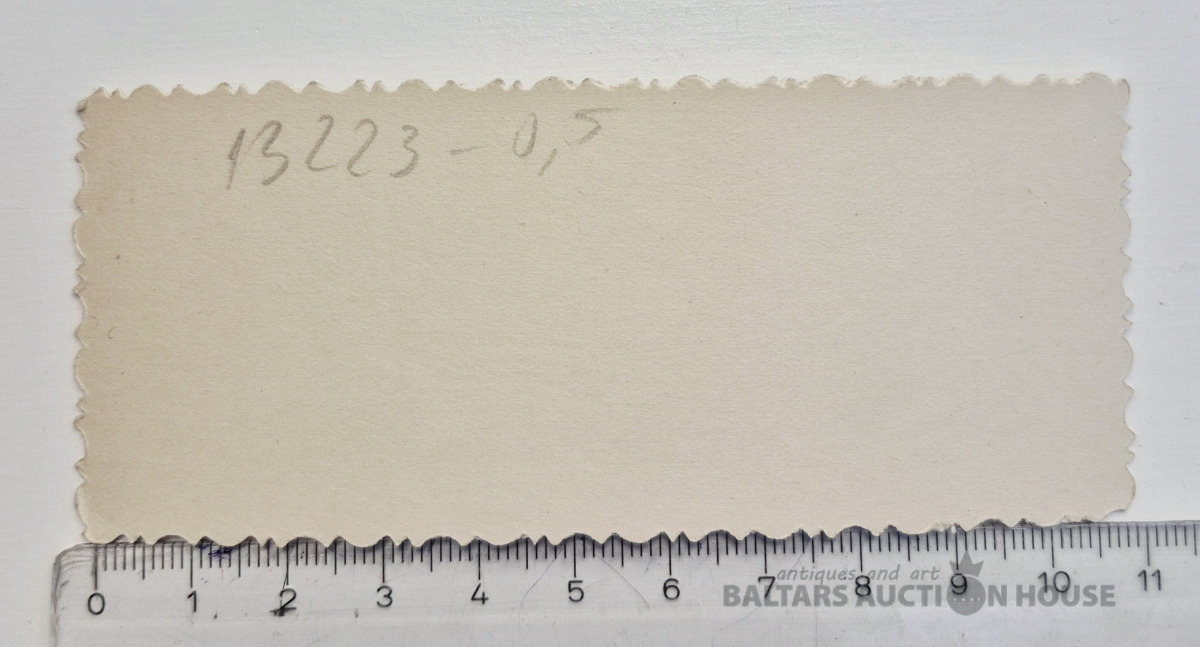 13223 – 0,5
0 1 2 3 4 5 6 7 8 9 10 11
antiques and art
BALTARS AUCTION HOUSE